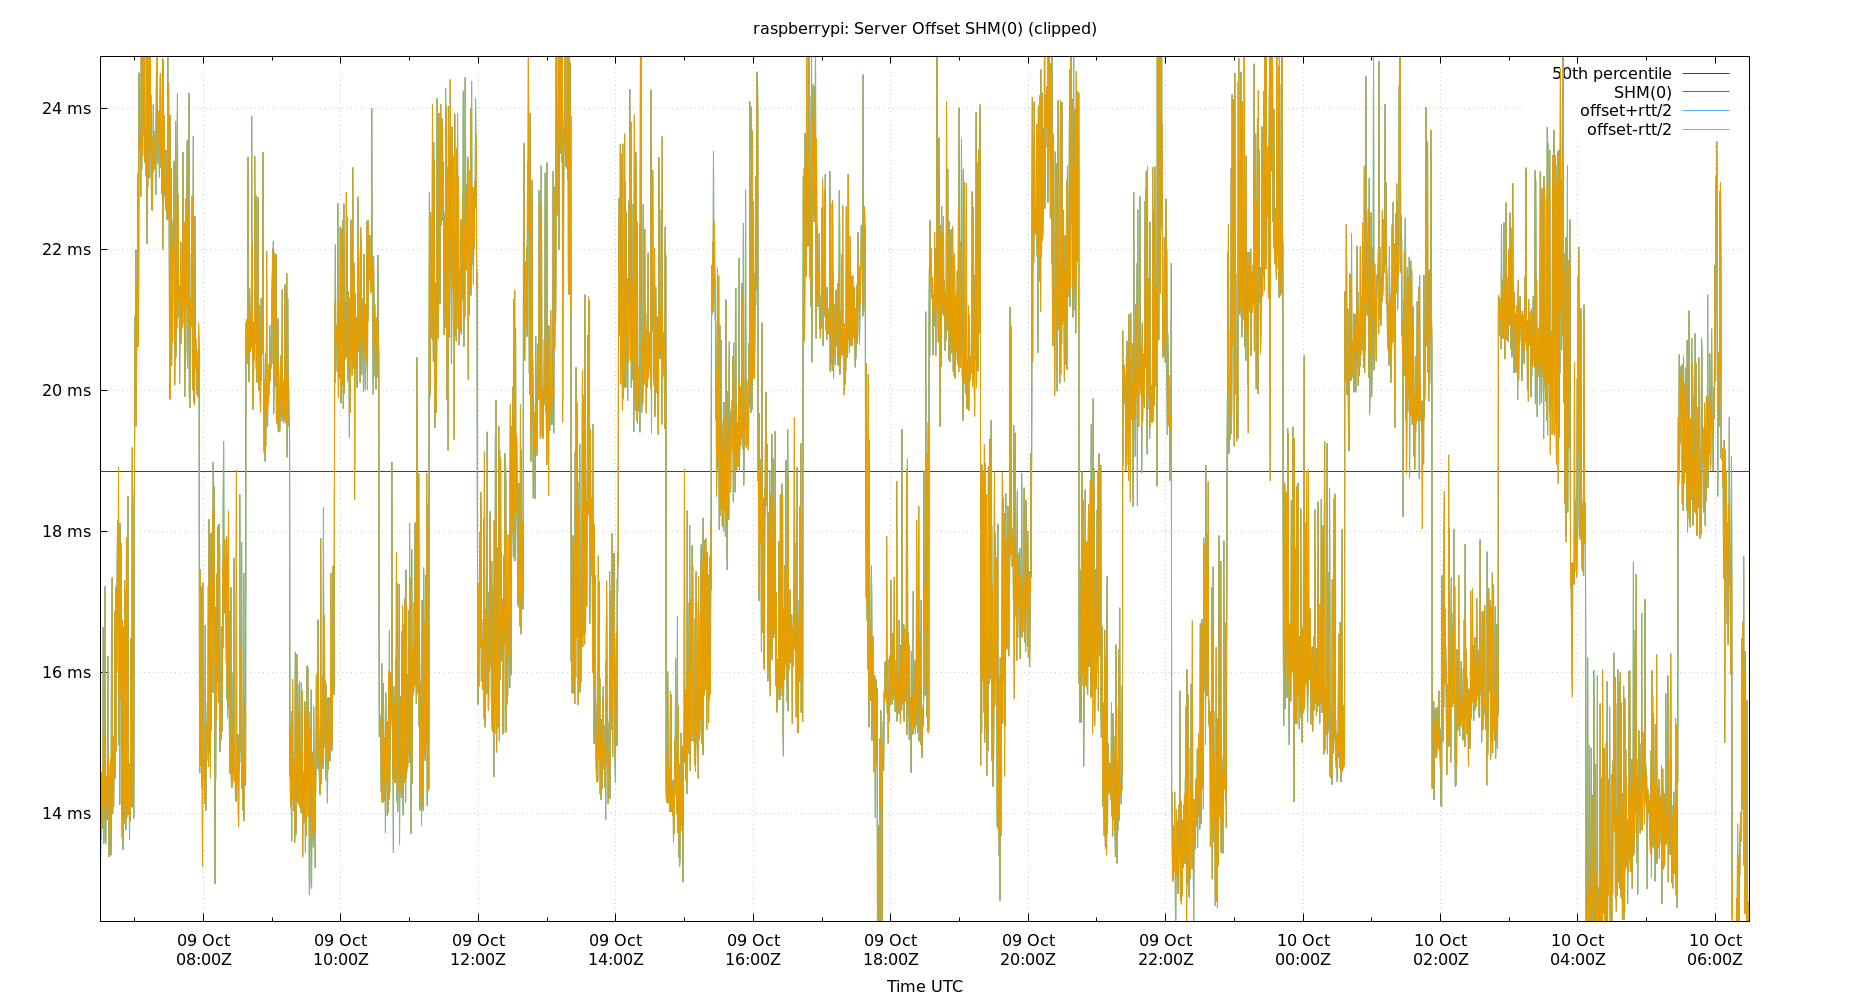 raspberrypi: Server Offset SHM(0) (clipped)
50th percentile
SHM(0)
offset+rtt/2
offset-rtt/2
24 ms
22 ms
20 ms
18 ms
16 ms
14 ms
09 Oct 09 Oct 09 Oct 09 Oct 09 Oct 09 Oct 09 Oct 09 Oct 10 Oct 10 Oct 10 Oct 10 Oct
08:00Z 10:00Z 12:00Z 14:00Z 16:00Z 18:00Z 20:00Z 22:00Z 00:00Z 02:00Z 04:00Z 06:00Z
Time UTC